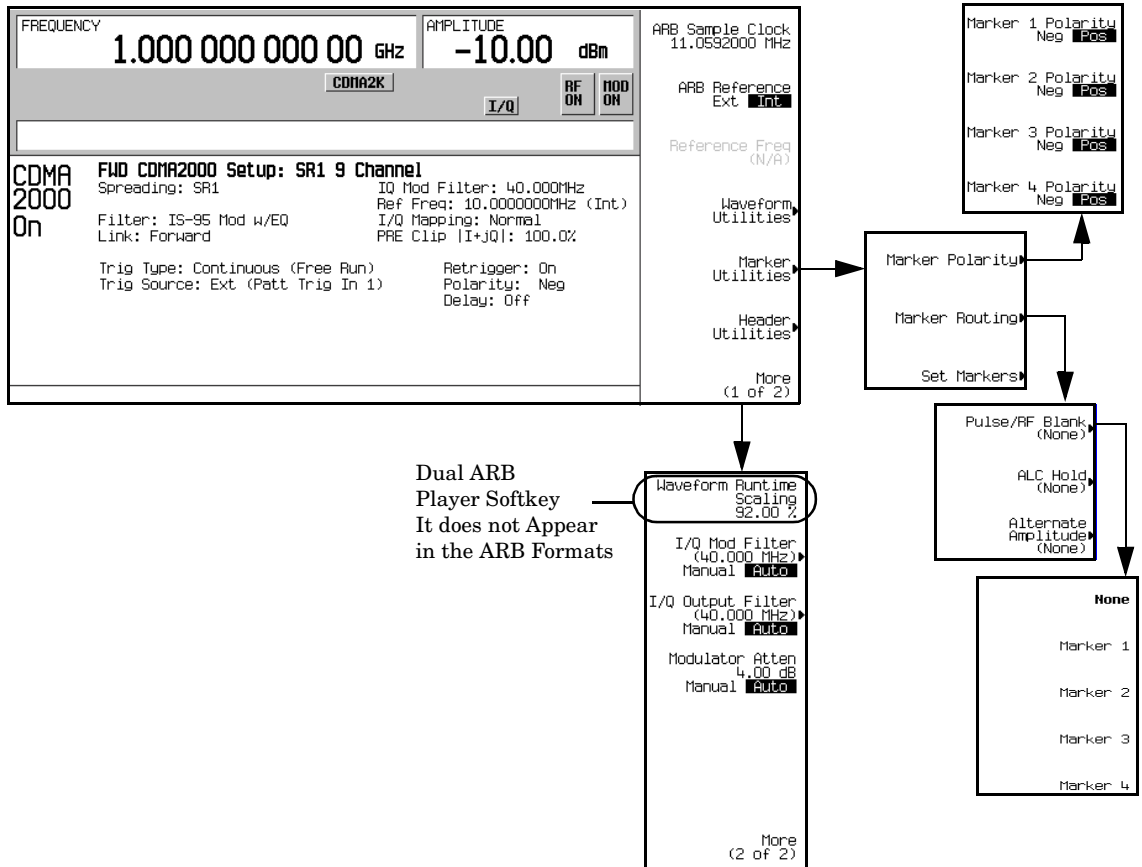 FREQUENCY
1.000 000 000 00 GHz
AMPLITUDE
-10.00 dBm
CDMA2K
I/Q
RF
ON
MOD
ON
CDMA
2000
On
FWD CDMA2000 Setup: SR1 9 Channel
Spreading: SR1
IQ Mod Filter: 40.000MHz
Ref Freq: 10.0000000MHz (Int)
Filter: IS-95 Mod w/EQ
I/Q Mapping: Normal
Link: Forward
PRE Clip |I+jQ|: 100.0%
Trig Type: Continuous (Free Run)
Retrigger: On
Trig Source: Ext (Patt Trig In 1)
Polarity: Neg
Delay: Off
ARB Sample Clock
11.0592000 MHz
ARB Reference
Ext Int
Reference Freq
(N/A)
Waveform
Utilities
Marker
Utilities
Header
Utilities
More
(1 of 2)
Marker 1 Polarity
Neg Pos
Marker 2 Polarity
Neg Pos
Marker 3 Polarity
Neg Pos
Marker 4 Polarity
Neg Pos
Marker Polarity
Marker Routing
Set Markers
Pulse/RF Blank
(None)
ALC Hold
(None)
Alternate
Amplitude
(None)
None
Marker 1
Marker 2
Marker 3
Marker 4
Dual ARB
Player Softkey
It does not Appear
in the ARB Formats
Waveform Runtime
Scaling
92.00 %
I/Q Mod Filter
(40.000 MHz)
Manual Auto
I/Q Output Filter
(40.000 MHz)
Manual Auto
Modulator Atten
4.00 dB
Manual Auto
More
(2 of 2)